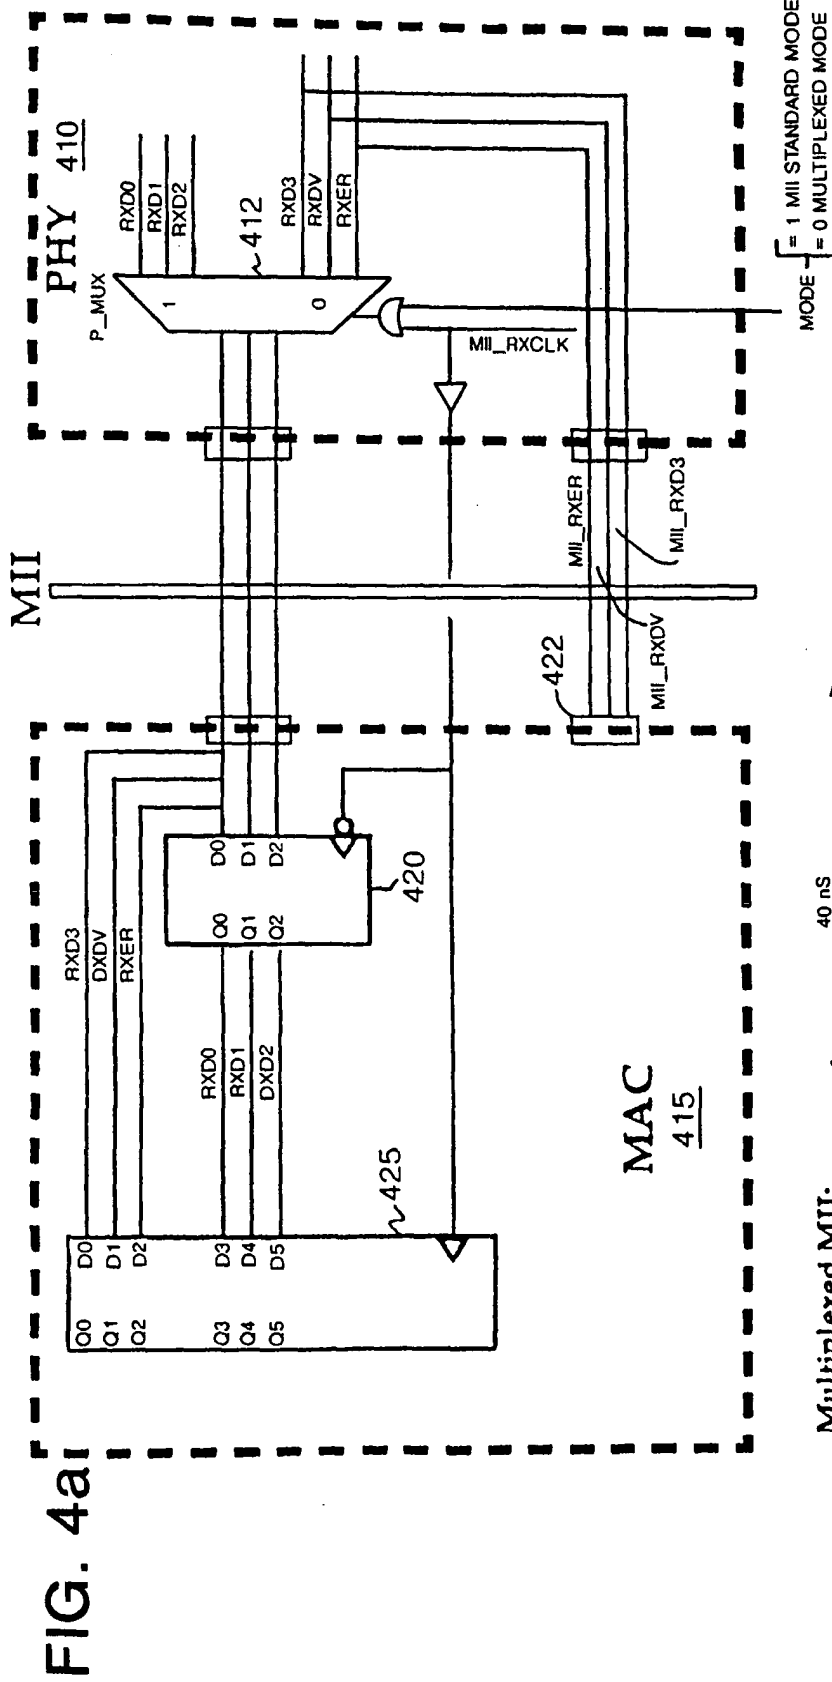 FIG. 4a
MII
PHY
410
P_MUX
RXD0
RXD1
RXD2
1
412
0
RXD3
RXDV
RXER
MII_RXCLK
MODE
= 1 MII STANDARD MODE
= 0 MULTIPLEXED MODE
MII_RXER
MII_RXD3
MII_RXDV
422
RXD3
DXDV
RXER
D0
D1
D2
Q0
Q1
Q2
420
RXD0
RXD1
DXD2
425
D0
D1
D2
D3
D4
D5
Q0
Q1
Q2
Q3
Q4
Q5
MAC
415
40 nS
Multiplexed MII: